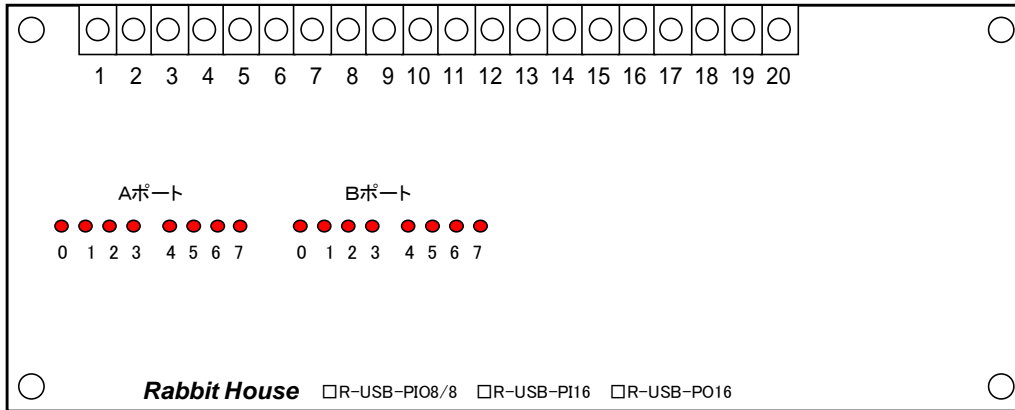 1 2 3 4 5 6 7 8 9 10 11 12 13 14 15 16 17 18 19 20
Aポート Bポート
0 1 2 3 4 5 6 7 0 1 2 3 4 5 6 7
Rabbit House □R-USB-PIO8/8 □R-USB-PI16 □R-USB-PO16